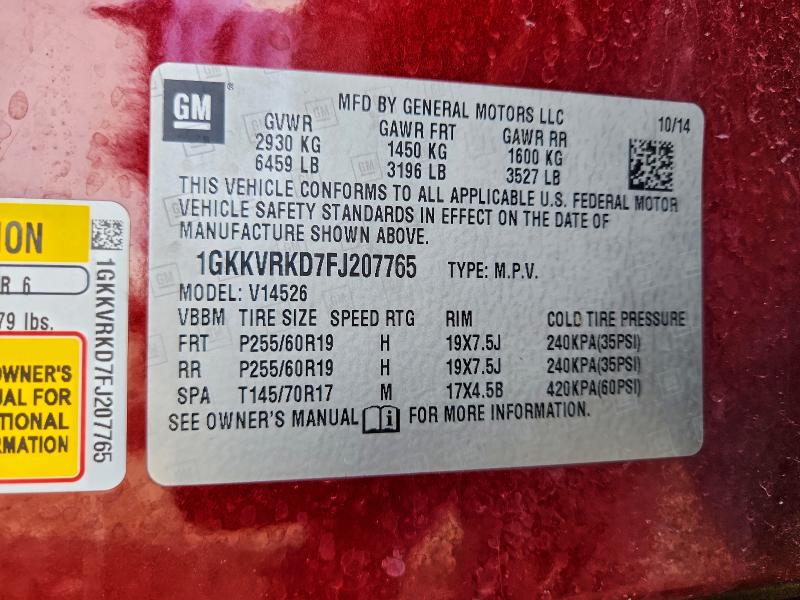 GM
®
MFD BY GENERAL MOTORS LLC
10/14
GVWR GAWR FRT GAWR RR
2930 KG 1450 KG 1600 KG
6459 LB 3196 LB 3527 LB
THIS VEHICLE CONFORMS TO ALL APPLICABLE U.S. FEDERAL MOTOR
VEHICLE SAFETY STANDARDS IN EFFECT ON THE DATE OF
MANUFACTURE SHOWN ABOVE.
1GKKVRKD7FJ207765 TYPE: M.P.V.
MODEL: V14526
VBBM TIRE SIZE SPEED RTG RIM COLD TIRE PRESSURE
FRT P255/60R19 H 19X7.5J 240KPA(35PSI)
RR P255/60R19 H 19X7.5J 240KPA(35PSI)
SPA T145/70R17 M 17X4.5B 420KPA(60PSI)
SEE OWNER'S MANUAL i FOR MORE INFORMATION.
ION
R 6
79 lbs.
OWNER'S
UAL FOR
TIONAL
RMATION
1GKKVRKD7FJ207765